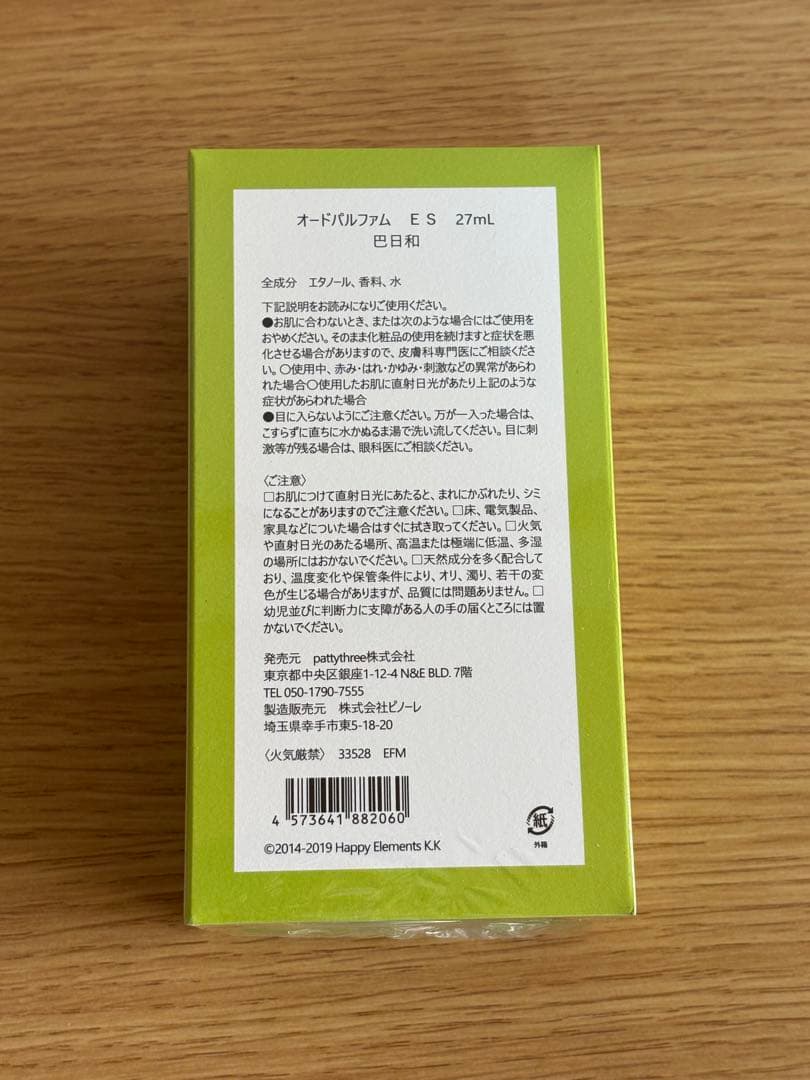 オードパルファム ES 27mL
巴日和
全成分 エタノール、香料、水
下記説明をお読みになりご使用ください。
●お肌に合わないとき、または次のような場合にはご使用を
おやめください。そのまま化粧品の使用を続けますと症状を悪
化させる場合がありますので、皮膚科専門医にご相談くださ
い。〇使用中、赤み・はれ・かゆみ・刺激などの異常があらわ
れた場合〇使用したお肌に直射日光があたり上記のような
症状があらわれた場合
●目に入らないようにご注意ください。万が一入った場合は、
こすらずに直ちに水かぬるま湯で洗い流してください。目に刺
激等が残る場合は、眼科医にご相談ください。
〈ご注意〉
□お肌につけて直射日光にあたると、まれにかぶれたり、シミ
になることがありますのでご注意ください。□床、電気製品、
家具などについた場合はすぐに拭き取ってください。□火気
や直射日光のあたる場所、高温または極端に低温、多湿
の場所にはおかないでください。□天然成分を多く配合して
おり、温度変化や保管条件により、オリ、濁り、若干の変
色が生じる場合がありますが、品質には問題ありません。□
幼児並びに判断力に支障がある人の手の届くところには置
かないでください。
発売元 pattythree株式会社
東京都中央区銀座1-12-4 N&E BLD. 7階
TEL 050-1790-7555
製造販売元 株式会社ピノーレ
埼玉県幸手市東5-18-20
〈火気厳禁〉 33528 EFM
4 573641 882060
紙
外箱
©2014-2019 Happy Elements K.K